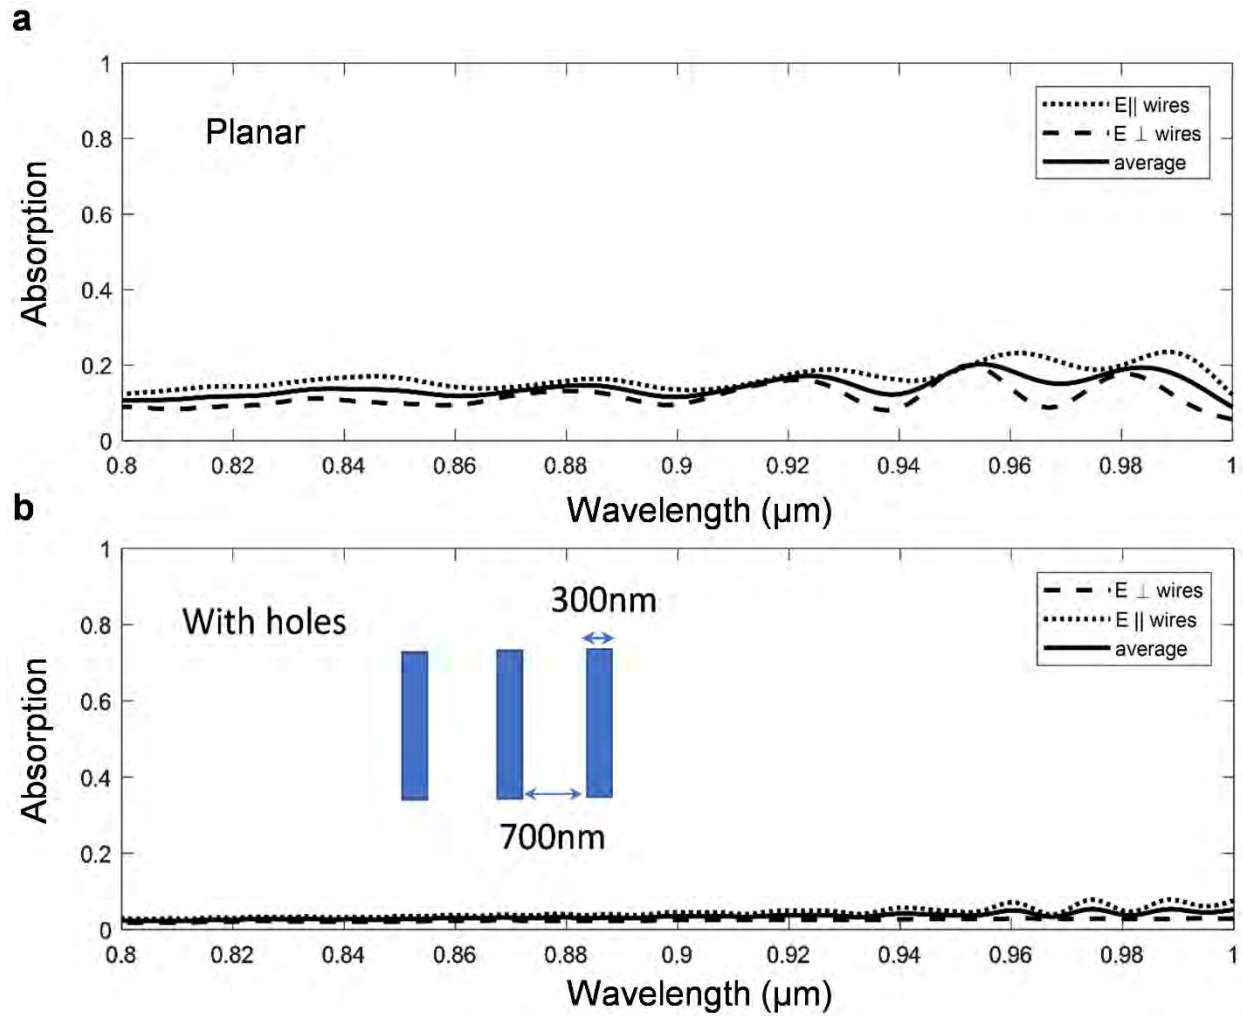 a
1
0.8
0.6
0.4
0.2
0
Absorption
Planar
E|| wires
E ⊥ wires
average
0.8 0.82 0.84 0.86 0.88 0.9 0.92 0.94 0.96 0.98 1
Wavelength (µm)
b
1
0.8
0.6
0.4
0.2
0
Absorption
With holes
300nm
700nm
E ⊥ wires
E || wires
average
0.8 0.82 0.84 0.86 0.88 0.9 0.92 0.94 0.96 0.98 1
Wavelength (µm)